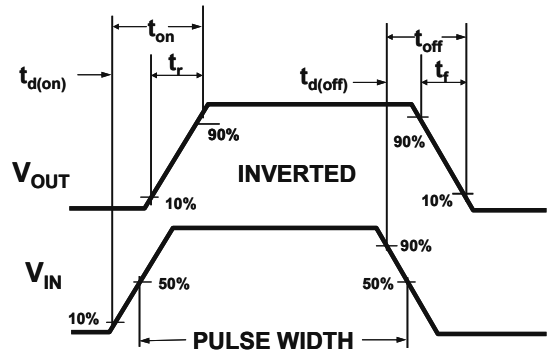 ton
toff
td(on)
tr
td(off)
tf
90%
90%
VOUT
INVERTED
10%
10%
90%
VIN
50%
50%
10%
PULSE WIDTH